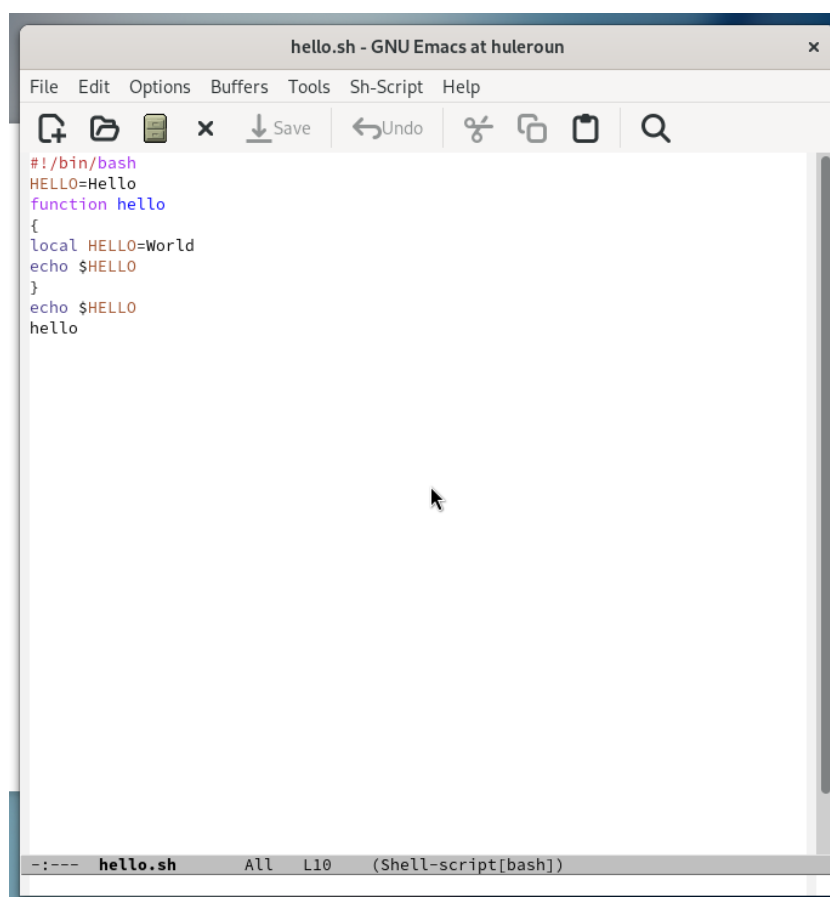 hello.sh - GNU Emacs at huleroun
File Edit Options Buffers Tools Sh-Script Help
Save Undo
#!/bin/bash
HELLO=Hello
function hello
{
local HELLO=World
echo $HELLO
}
echo $HELLO
hello
-:--- hello.sh All L10 (Shell-script[bash])